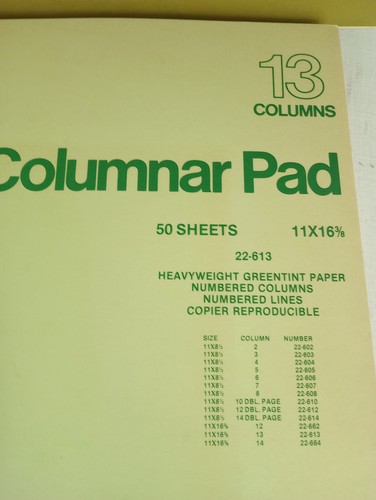 13
COLUMNS
Columnar Pad
50 SHEETS 11X16⅜
22-613
HEAVYWEIGHT GREENTINT PAPER
NUMBERED COLUMNS
NUMBERED LINES
COPIER REPRODUCIBLE
SIZE COLUMN NUMBER
11X8½ 2 22-602
11X8½ 3 22-603
11X8½ 4 22-604
11X8½ 5 22-605
11X8½ 6 22-606
11X8½ 7 22-607
11X8½ 8 22-608
11X8½ 10 DBL. PAGE 22-610
11X8½ 12 DBL. PAGE 22-612
11X8½ 14 DBL. PAGE 22-614
11X16⅜ 12 22-662
11X16⅜ 13 22-613
11X16⅜ 14 22-664